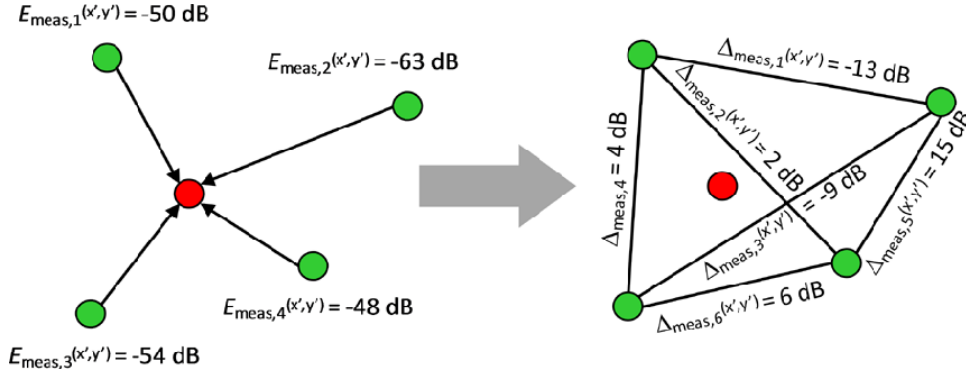 E_meas,1^(x',y') = -50 dB
E_meas,2^(x',y') = -63 dB
E_meas,4^(x',y') = -48 dB
E_meas,3^(x',y') = -54 dB
Δ_meas,1^(x',y') = -13 dB
Δ_meas,2^(x',y') = 2 dB
Δ_meas,4 = 4 dB
Δ_meas,3^(x',y') = -9 dB
Δ_meas,5^(x',y') = 15 dB
Δ_meas,6^(x',y') = 6 dB